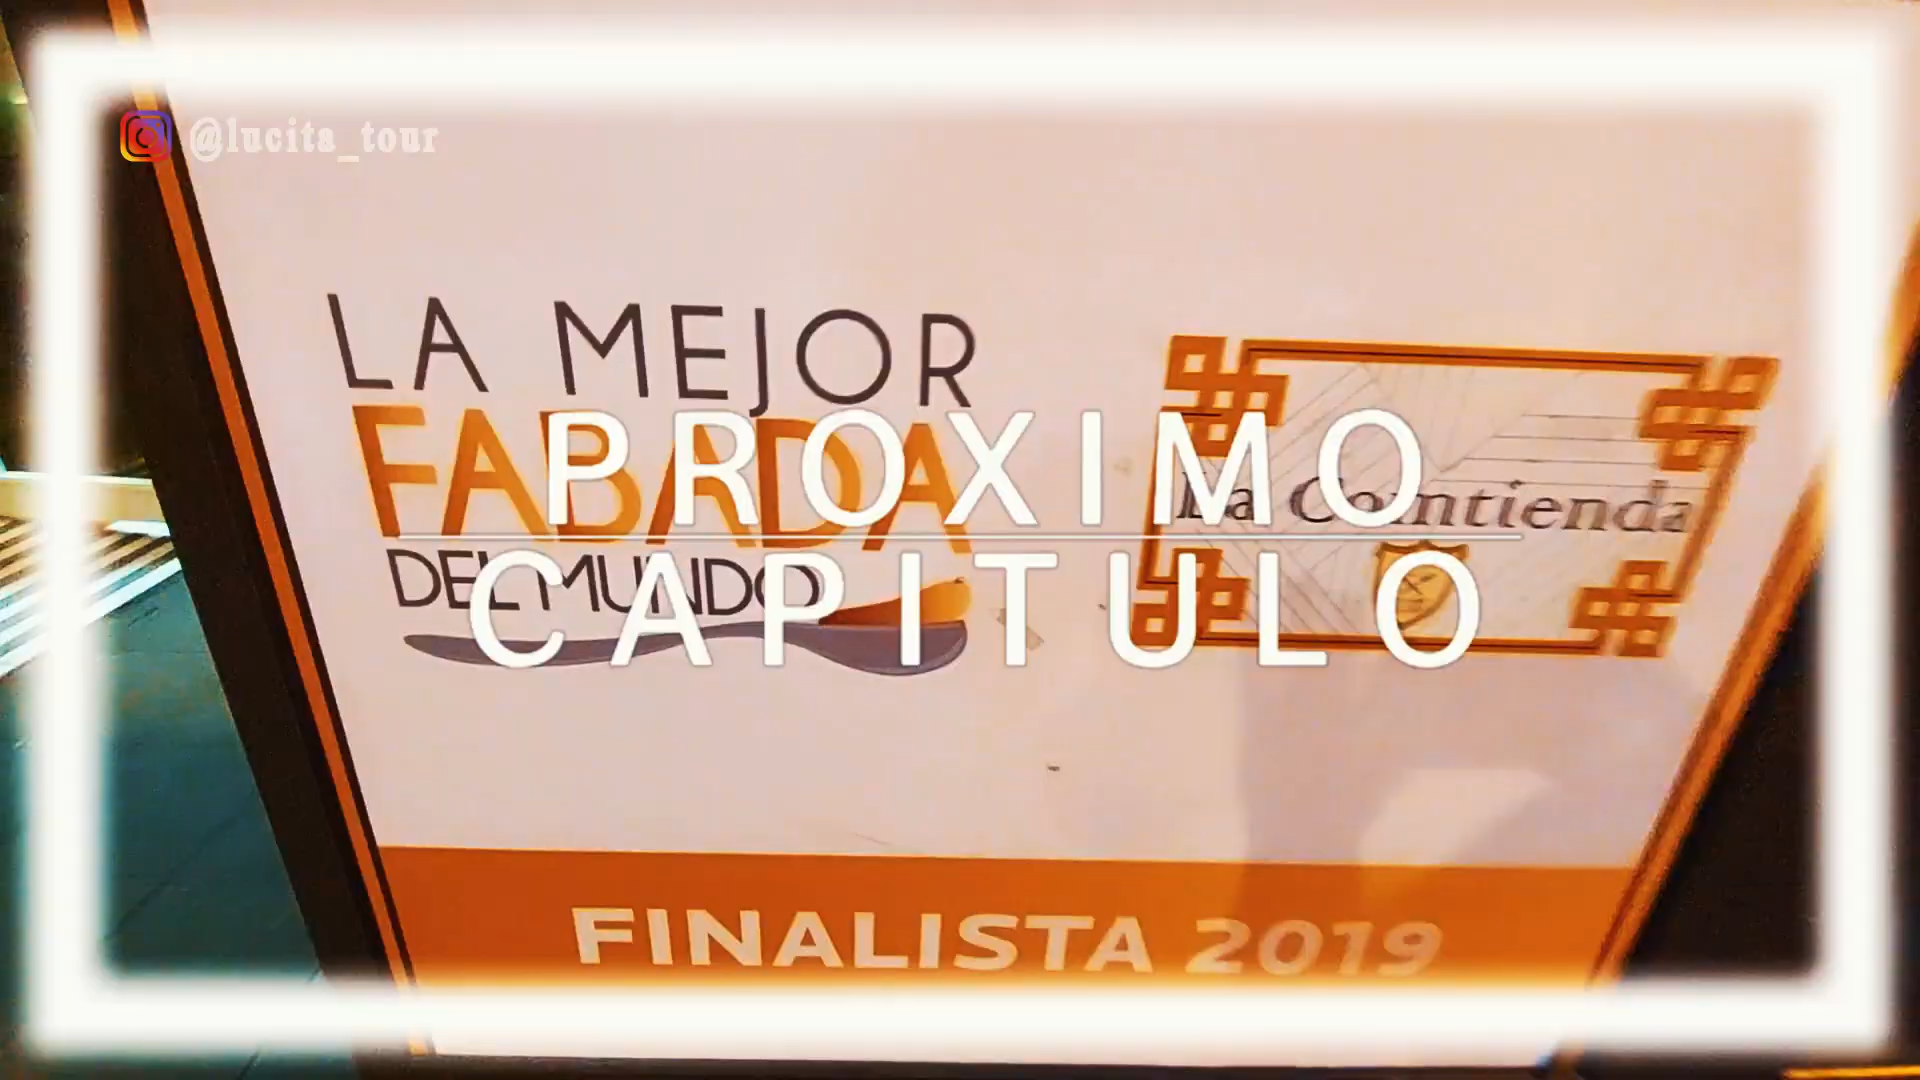 @lucita_tour
LA MEJOR
FABADA
DEL MUNDO
La Comtienda
PROXIMO
CAPITULO
FINALISTA 2019